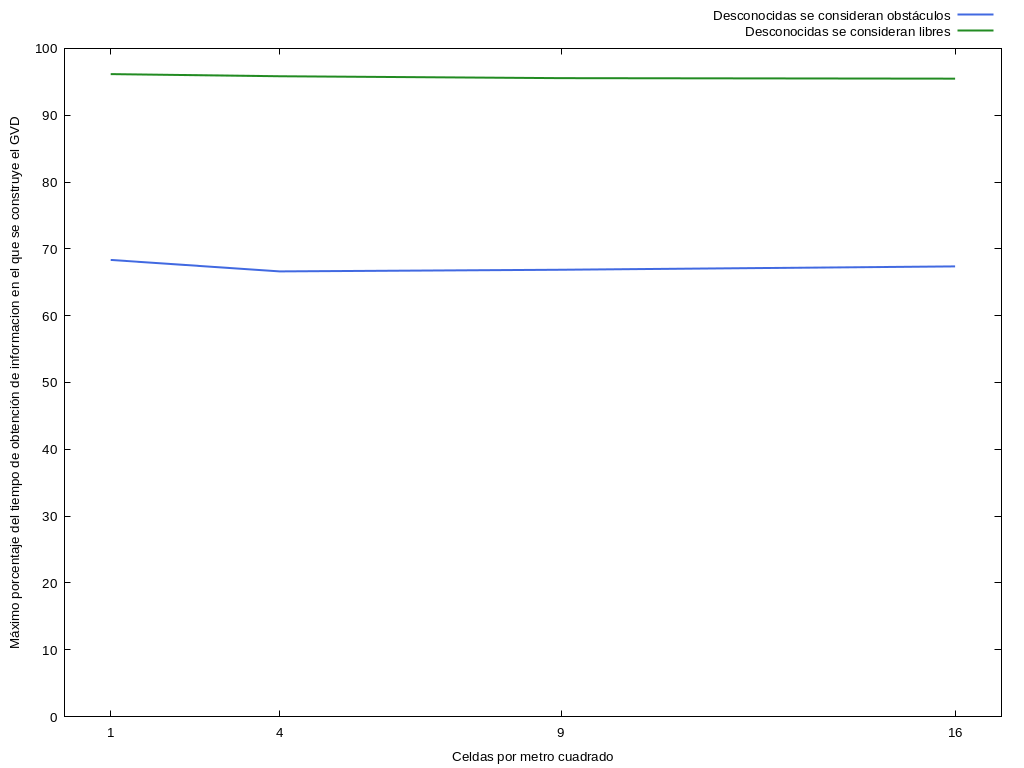 Desconocidas se consideran obstáculos
Desconocidas se consideran libres
Máximo porcentaje del tiempo de obtención de informacion en el que se construye el GVD
100
90
80
70
60
50
40
30
20
10
0
1 4 9 16
Celdas por metro cuadrado